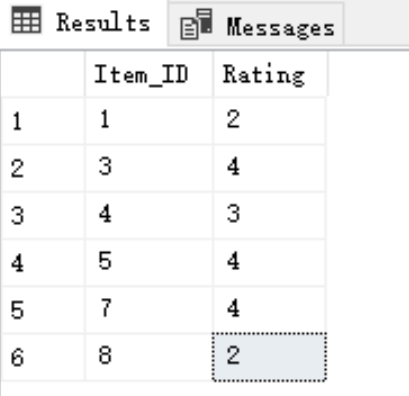 Results Messages
Item_ID Rating
1 1 2
2 3 4
3 4 3
4 5 4
5 7 4
6 8 2